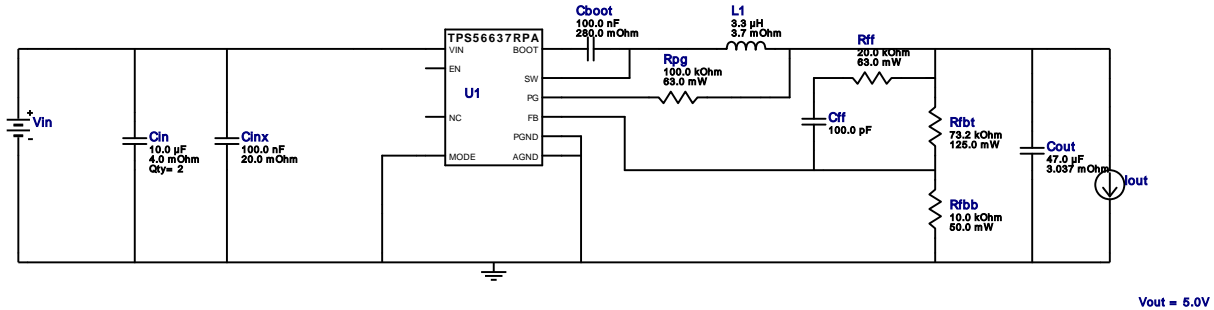 Cboot
100.0 nF
280.0 mOhm
L1
3.3 µH
3.7 mOhm
TPS56637RPA
VIN
BOOT
EN
SW
U1
PG
NC
FB
PGND
MODE
AGND
Rpg
100.0 kOhm
63.0 mW
Rff
20.0 kOhm
63.0 mW
Cff
100.0 pF
Rfbt
73.2 kOhm
125.0 mW
+
Vin
-
Cin
10.0 µF
4.0 mOhm
Qty= 2
Cinx
100.0 nF
20.0 mOhm
Cout
47.0 µF
3.037 mOhm
Iout
Rfbb
10.0 kOhm
50.0 mW
Vout = 5.0V